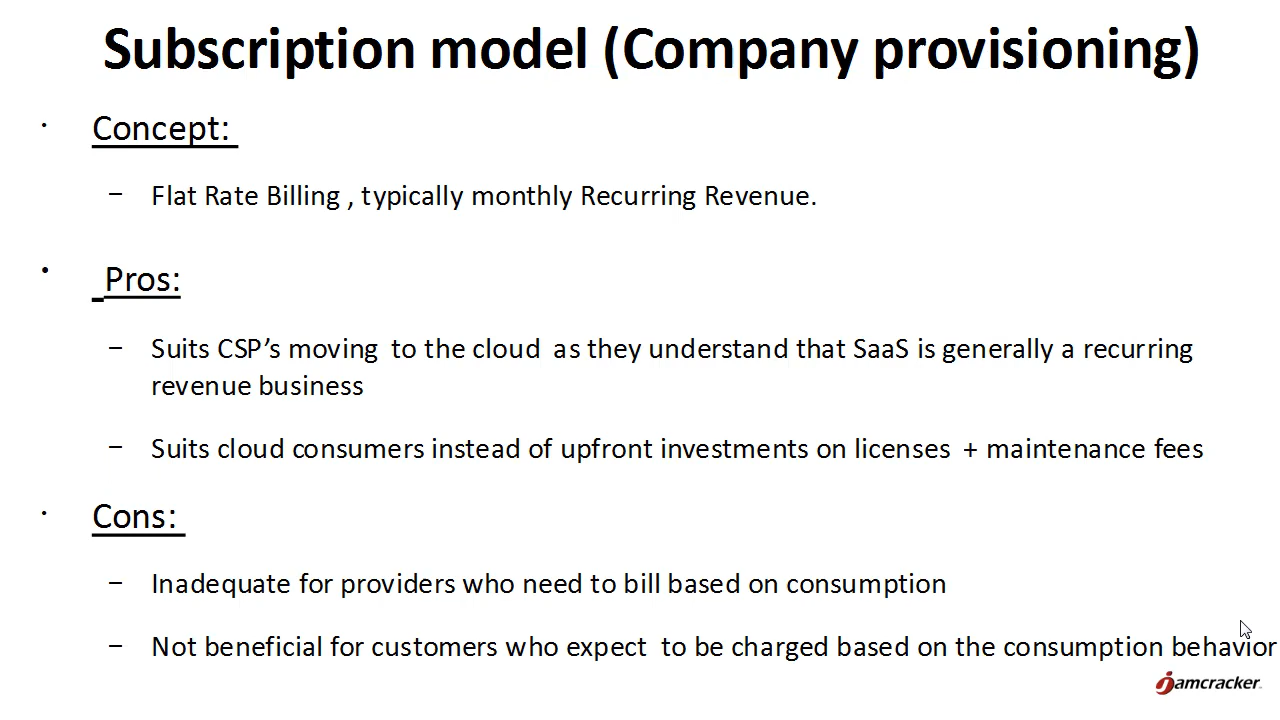 Subscription model (Company provisioning)
· Concept:
– Flat Rate Billing , typically monthly Recurring Revenue.
• Pros:
– Suits CSP’s moving to the cloud as they understand that SaaS is generally a recurring
revenue business
– Suits cloud consumers instead of upfront investments on licenses + maintenance fees
· Cons:
– Inadequate for providers who need to bill based on consumption
– Not beneficial for customers who expect to be charged based on the consumption behavior
jamcracker